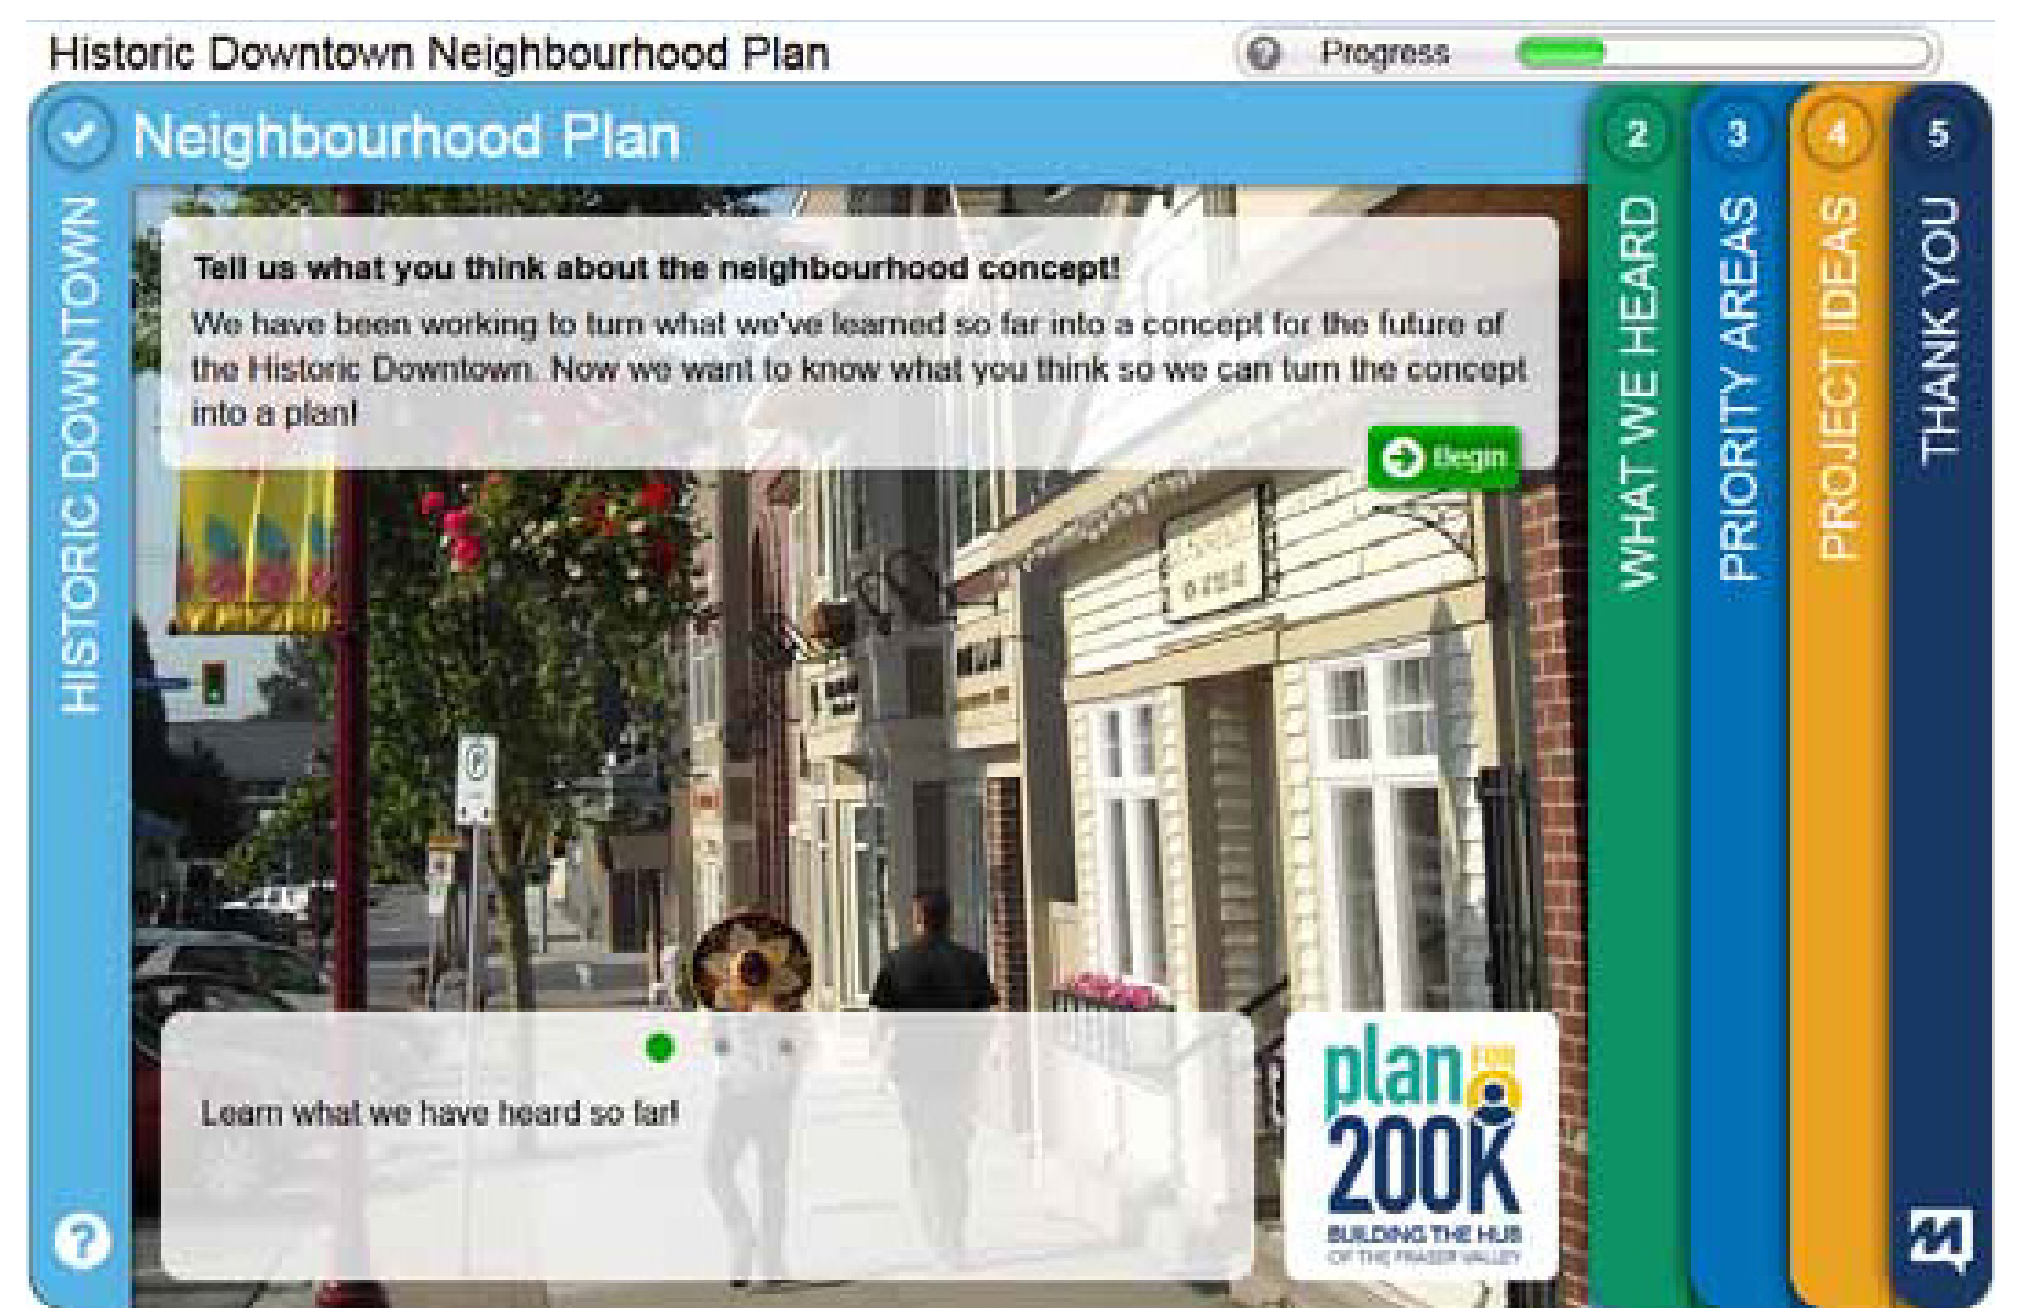 Historic Downtown Neighbourhood Plan
Progress
Neighbourhood Plan
HISTORIC DOWNTOWN
Tell us what you think about the neighbourhood concept!
We have been working to turn what we've learned so far into a concept for the future of
the Historic Downtown. Now we want to know what you think so we can turn the concept
into a plan!
Begin
Learn what we have heard so far!
plan FOR
200K
BUILDING THE HUB
OF THE FRASER VALLEY
2
WHAT WE HEARD
3
PRIORITY AREAS
4
PROJECT IDEAS
5
THANK YOU